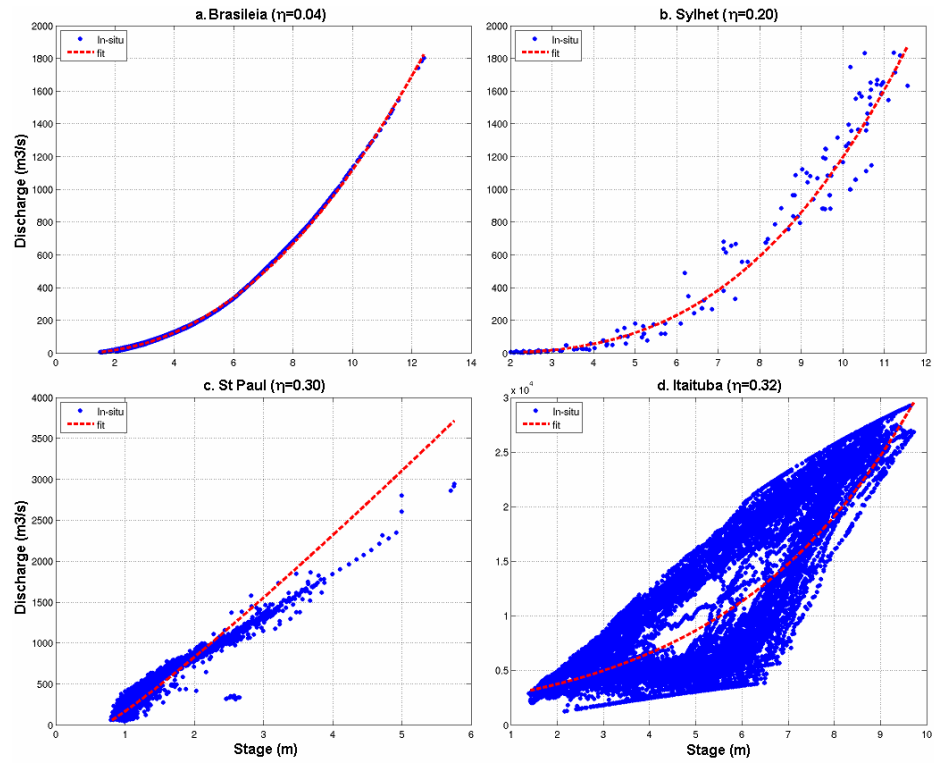 a. Brasileia (η=0.04)
In-situ
fit
2000
1800
1600
1400
1200
1000
800
600
400
200
0
Discharge (m3/s)
0 2 4 6 8 10 12 14
b. Sylhet (η=0.20)
In-situ
fit
2000
1800
1600
1400
1200
1000
800
600
400
200
0
2 3 4 5 6 7 8 9 10 11 12
c. St Paul (η=0.30)
In-situ
fit
4000
3500
3000
2500
2000
1500
1000
500
0
Discharge (m3/s)
0 1 2 3 4 5 6
Stage (m)
d. Itaituba (η=0.32)
x 10⁴
In-situ
fit
3
2.5
2
1.5
1
0.5
0
1 2 3 4 5 6 7 8 9 10
Stage (m)